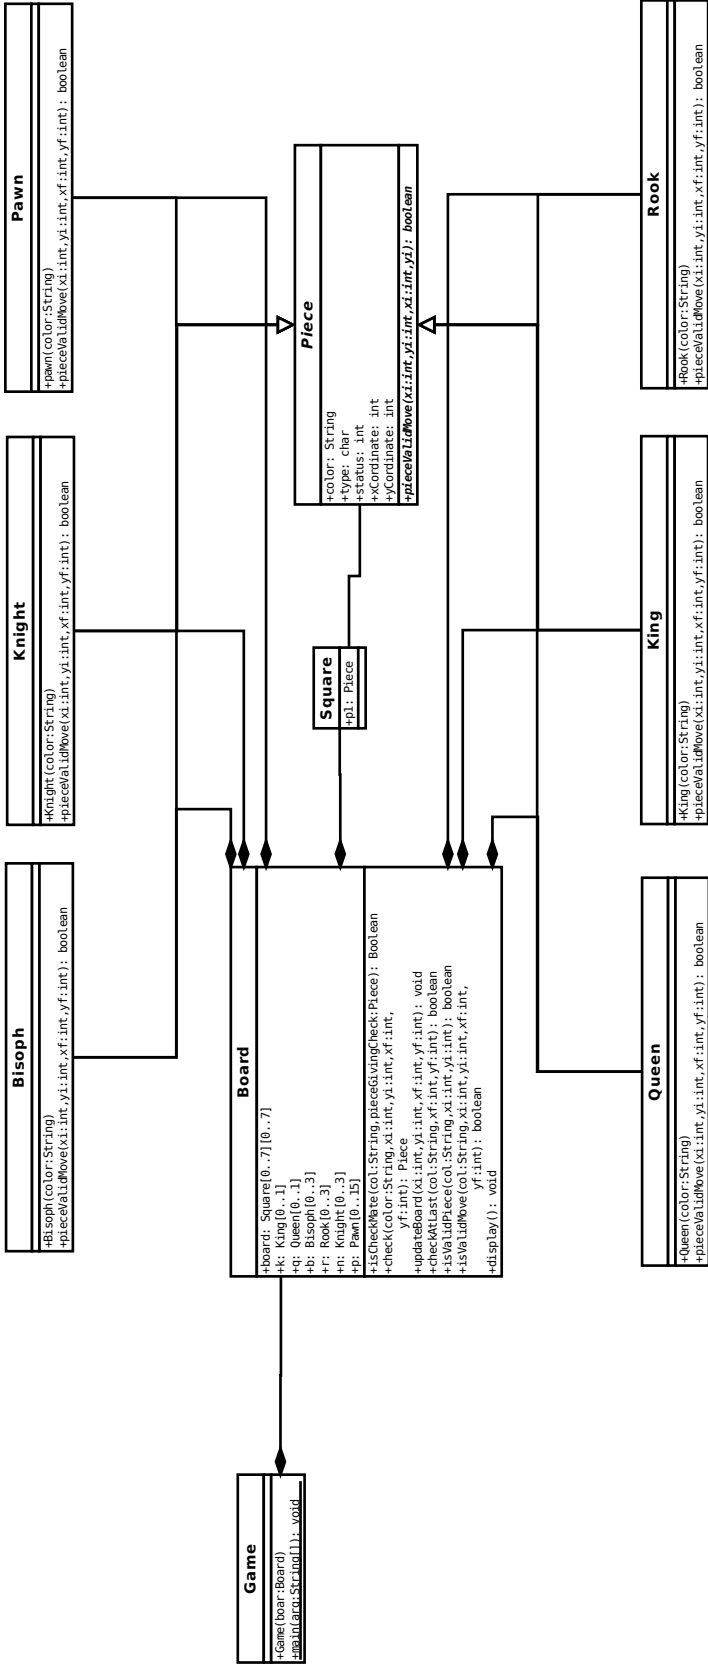 Bisoph
+Bisoph(color:String)
+pieceValidMove(xi:int,yi:int,xf:int,yf:int): boolean
Knight
+Knight(color:String)
+pieceValidMove(xi:int,yi:int,xf:int,yf:int): boolean
Pawn
+pawn(color:String)
+pieceValidMove(xi:int,yi:int,xf:int,yf:int): boolean
Game
+Game(boar:Board)
+main(arg:String[]): void
Board
+board: Square[0..7][0..7]
+k: King[0..1]
+q: Queen[0..1]
+b: Bisoph[0..3]
+r: Rook[0..3]
+n: Knight[0..3]
+p: Pawn[0..15]
+isCheckMate(col:String,pieceGivingCheck:Piece): Boolean
+check(color:String,xi:int,yi:int,xf:int,
yf:int): Piece
+updateBoard(xi:int,yi:int,xf:int,yf:int): void
+checkAtLast(col:String,xf:int,yf:int): boolean
+isValidPiece(col:String,xi:int,yi:int): boolean
+isValidMove(col:String,xi:int,yi:int,xf:int,
yf:int): boolean
+display(): void
Square
+p1: Piece
Piece
+color: String
+type: char
+status: int
+xCordinate: int
+yCordinate: int
+pieceValidMove(xi:int,yi:int,xi:int,yi): boolean
Queen
+Queen(color:String)
+pieceValidMove(xi:int,yi:int,xf:int,yf:int): boolean
King
+King(color:String)
+pieceValidMove(xi:int,yi:int,xf:int,yf:int): boolean
Rook
+Rook(color:String)
+pieceValidMove(xi:int,yi:int,xf:int,yf:int): boolean